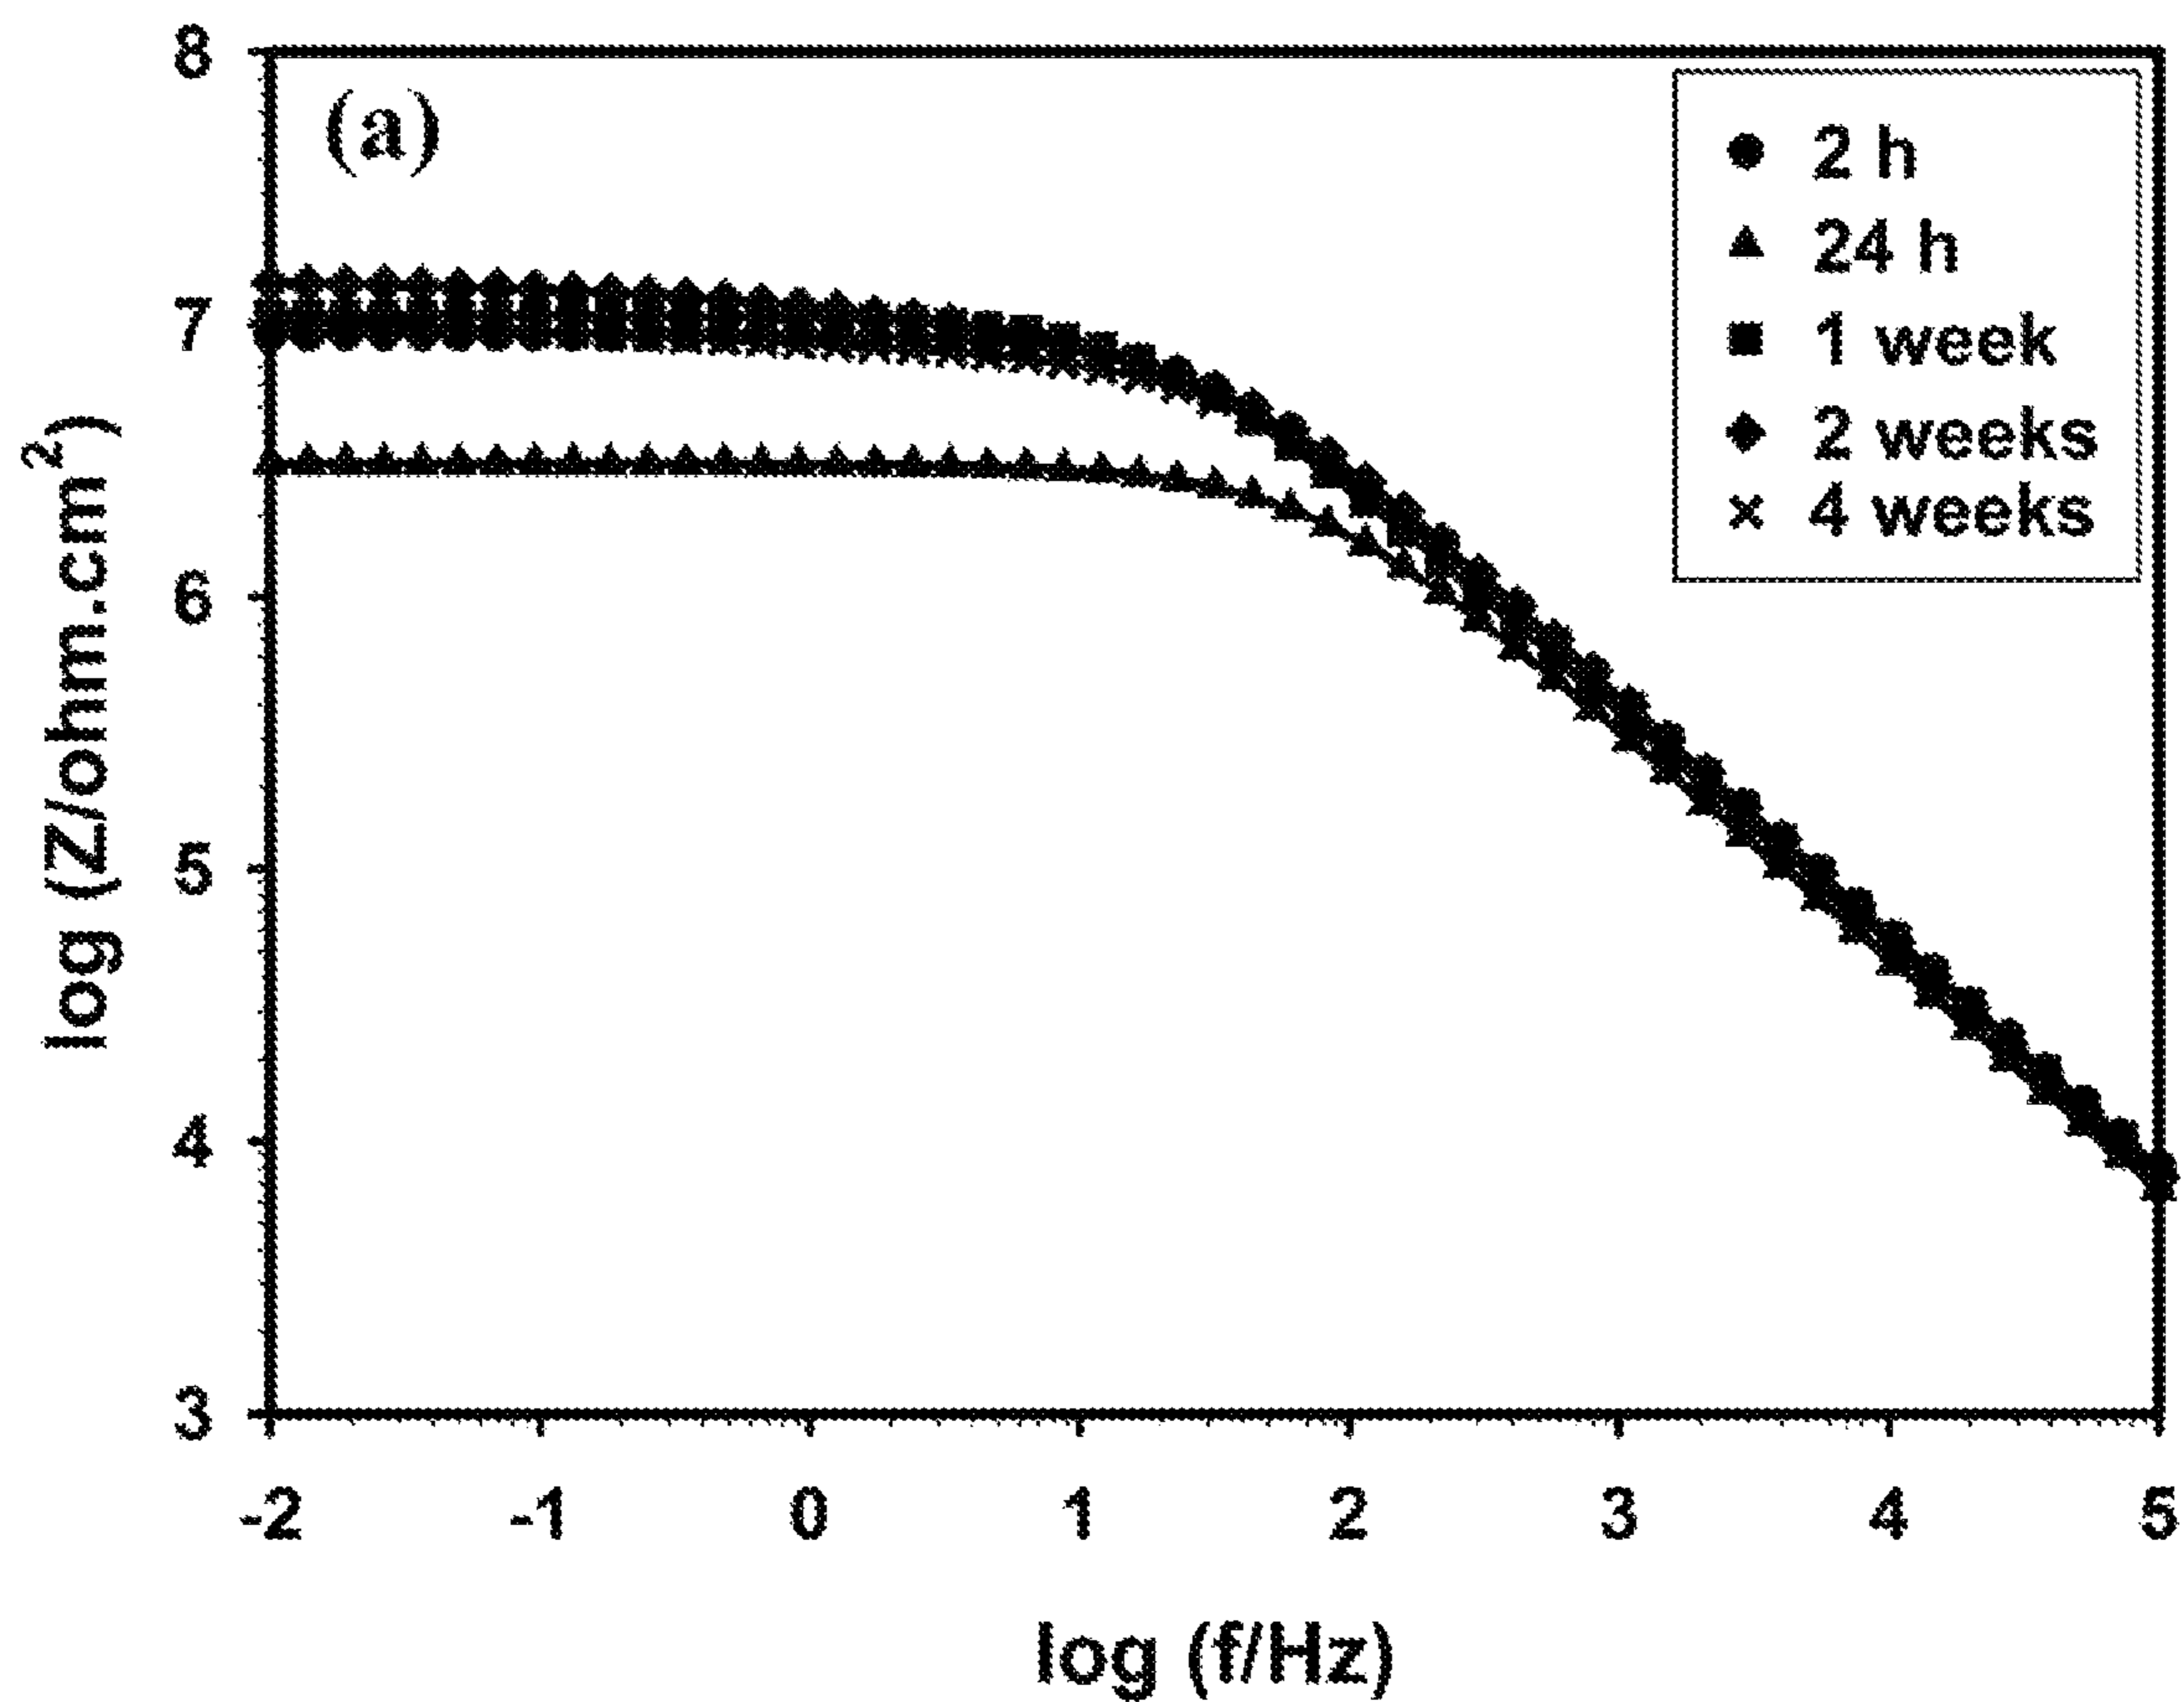 (a)
2 h
24 h
1 week
2 weeks
4 weeks
8
7
6
5
4
3
log (Z/ohm.cm²)
-2 -1 0 1 2 3 4 5
log (f/Hz)